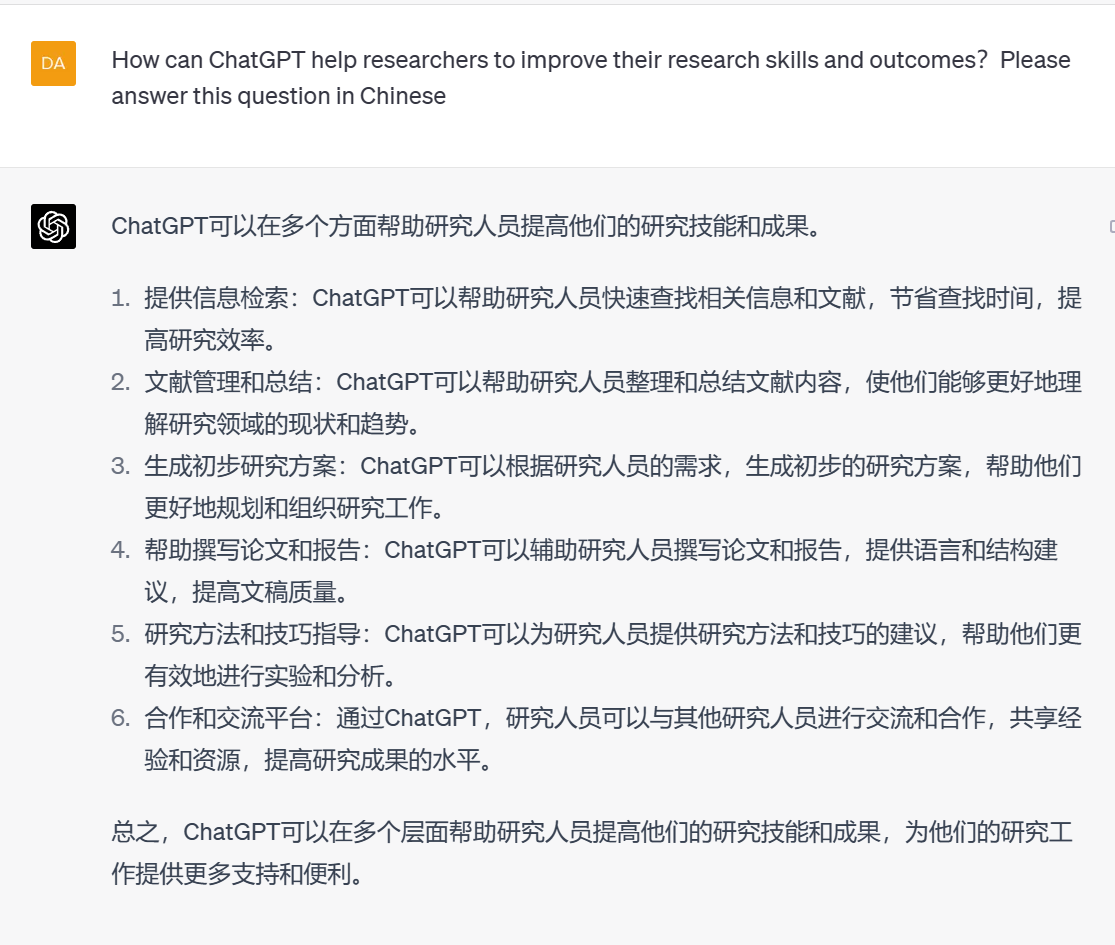 DA
How can ChatGPT help researchers to improve their research skills and outcomes？Please
answer this question in Chinese
ChatGPT可以在多个方面帮助研究人员提高他们的研究技能和成果。
1. 提供信息检索：ChatGPT可以帮助研究人员快速查找相关信息和文献，节省查找时间，提
高研究效率。
2. 文献管理和总结：ChatGPT可以帮助研究人员整理和总结文献内容，使他们能够更好地理
解研究领域的现状和趋势。
3. 生成初步研究方案：ChatGPT可以根据研究人员的需求，生成初步的研究方案，帮助他们
更好地规划和组织研究工作。
4. 帮助撰写论文和报告：ChatGPT可以辅助研究人员撰写论文和报告，提供语言和结构建
议，提高文稿质量。
5. 研究方法和技巧指导：ChatGPT可以为研究人员提供研究方法和技巧的建议，帮助他们更
有效地进行实验和分析。
6. 合作和交流平台：通过ChatGPT，研究人员可以与其他研究人员进行交流和合作，共享经
验和资源，提高研究成果的水平。
总之，ChatGPT可以在多个层面帮助研究人员提高他们的研究技能和成果，为他们的研究工
作提供更多支持和便利。